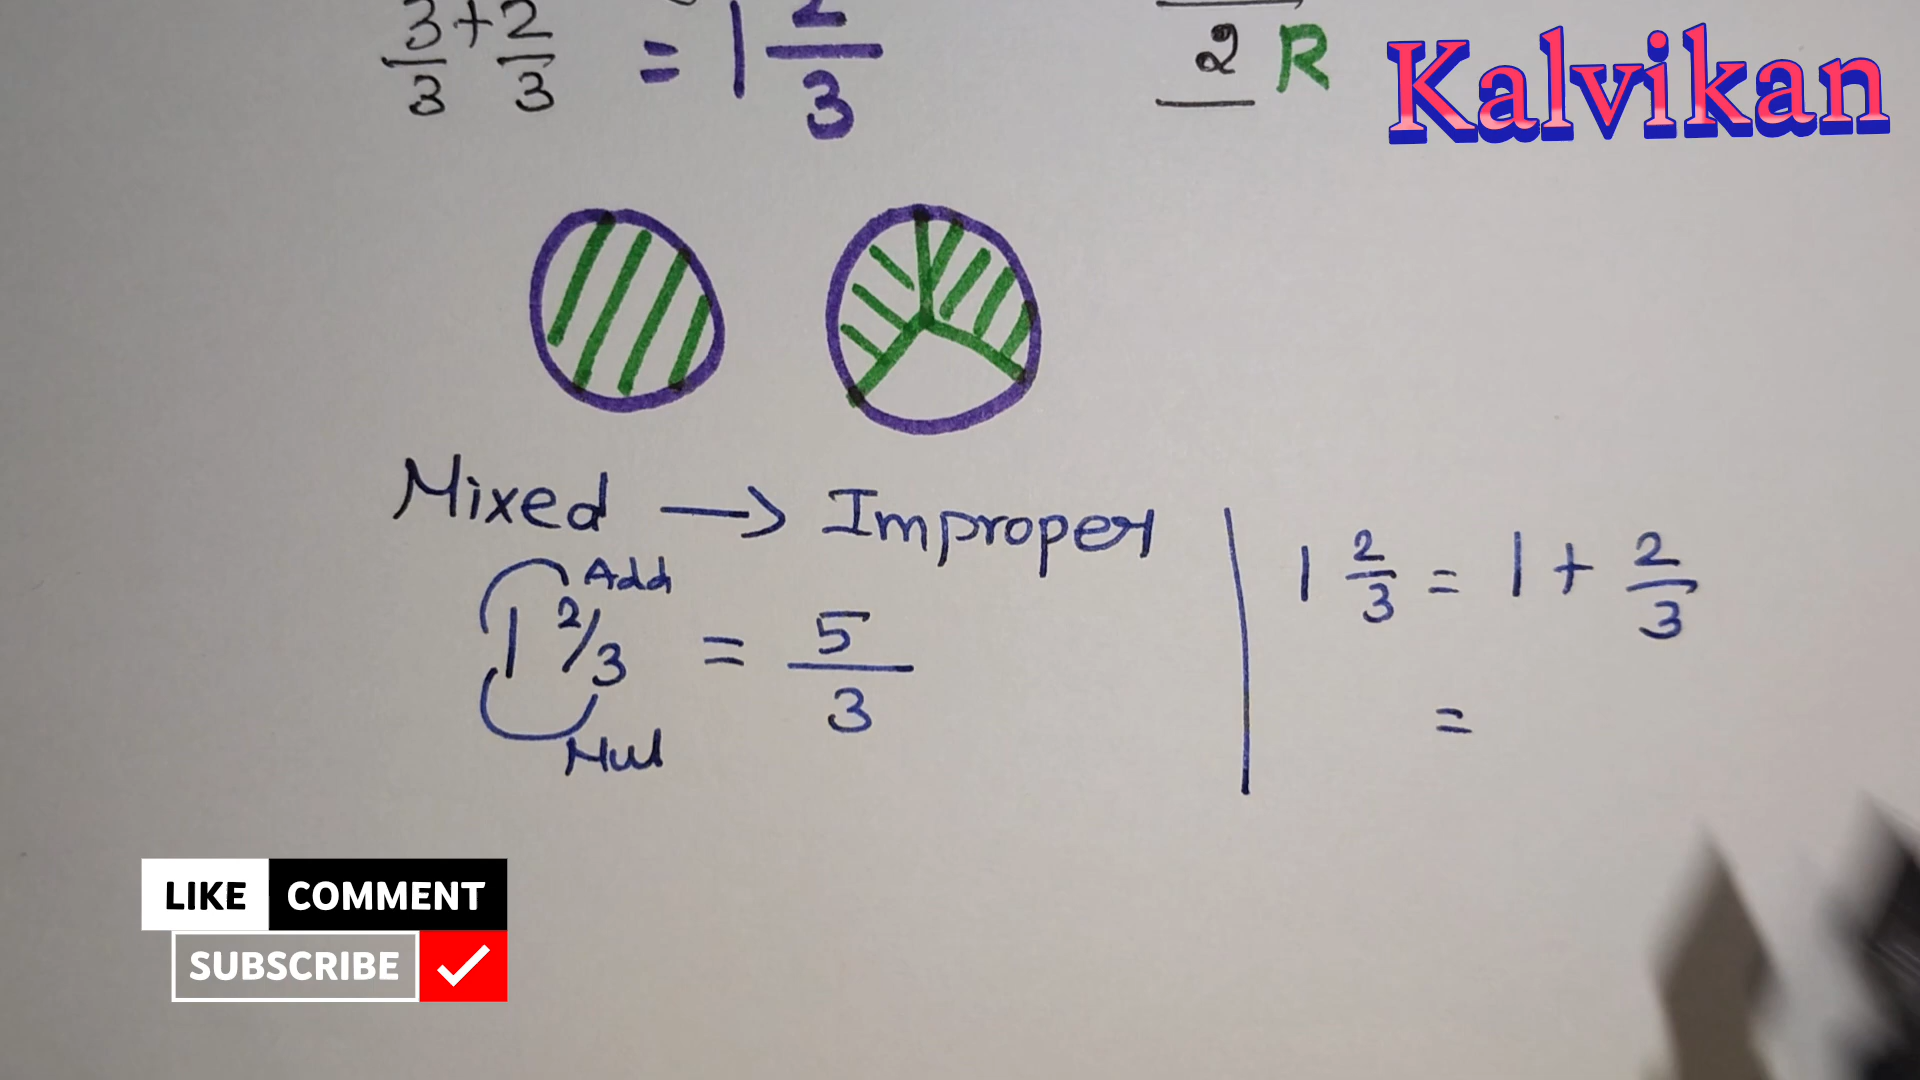 3/3 + 2/3 = 1 2/3
2 R
Kalvikan
Mixed → Improper
Add
1 2/3 = 5/3
Mul
1 2/3 = 1 + 2/3
=
LIKE COMMENT
SUBSCRIBE